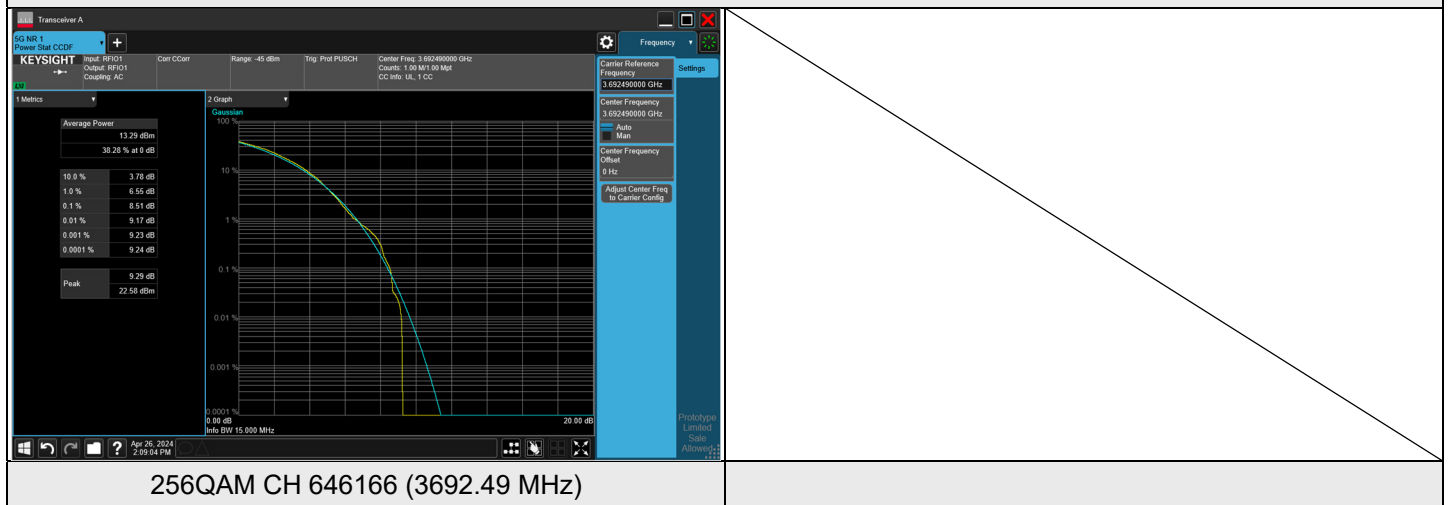 Transceiver A
5G NR 1
Power Stat CCDF
+
Frequency
KEYSIGHT
LW
Input: RFIO1
Output: RFIO1
Coupling: AC
Corr CCorr
Range: -45 dBm
Trig: Prot PUSCH
Center Freq: 3.692490000 GHz
Counts: 1.00 M/1.00 Mpt
CC Info: UL, 1 CC
1 Metrics
Average Power
13.29 dBm
38.28 % at 0 dB
10.0 % 3.78 dB
1.0 % 6.55 dB
0.1 % 8.51 dB
0.01 % 9.17 dB
0.001 % 9.23 dB
0.0001 % 9.24 dB
Peak
9.29 dB
22.58 dBm
2 Graph
Gaussian
100 %
10 %
1 %
0.1 %
0.01 %
0.001 %
0.0001 %
0.00 dB
20.00 dB
Info BW 15.000 MHz
Carrier Reference
Frequency
3.692490000 GHz
Center Frequency
3.692490000 GHz
Auto
Man
Center Frequency
Offset
0 Hz
Adjust Center Freq
to Carrier Config
Settings
Prototype
Limited
Sale
Allowed
?
Apr 26, 2024
2:09:04 PM
256QAM CH 646166 (3692.49 MHz)